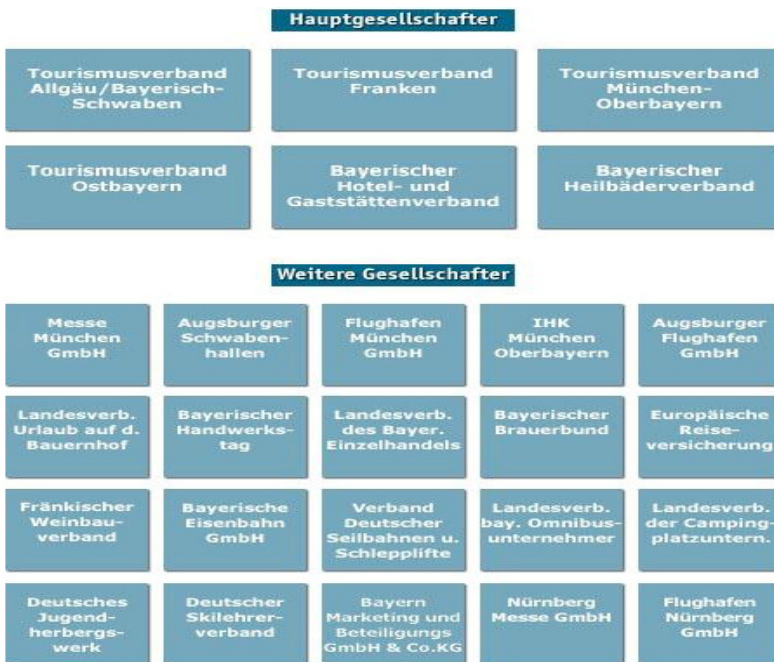 Hauptgesellschafter
Tourismusverband
Allgäu/Bayerisch-
Schwaben
Tourismusverband
Franken
Tourismusverband
München-
Oberbayern
Tourismusverband
Ostbayern
Bayerischer
Hotel- und
Gaststättenverband
Bayerischer
Heilbäderverband
Weitere Gesellschafter
Messe
München
GmbH
Augsburger
Schwaben-
hallen
Flughafen
München
GmbH
IHK
München
Oberbayern
Augsburger
Flughafen
GmbH
Landesverb.
Urlaub auf d.
Bauernhof
Bayerischer
Handwerks-
tag
Landesverb.
des Bayer.
Einzelhandels
Bayerischer
Brauerbund
Europäische
Reise-
versicherung
Fränkischer
Weinbau-
verband
Bayerische
Eisenbahn
GmbH
Verband
Deutscher
Seilbahnen u.
Schlepplifte
Landesverb.
bay. Omnibus-
unternehmer
Landesverb.
der Camping-
platzuntern.
Deutsches
Jugend-
herbergs-
werk
Deutscher
Skilehrer-
verband
Bayern
Marketing und
Beteiligungs
GmbH & Co.KG
Nürnberg
Messe GmbH
Flughafen
Nürnberg
GmbH